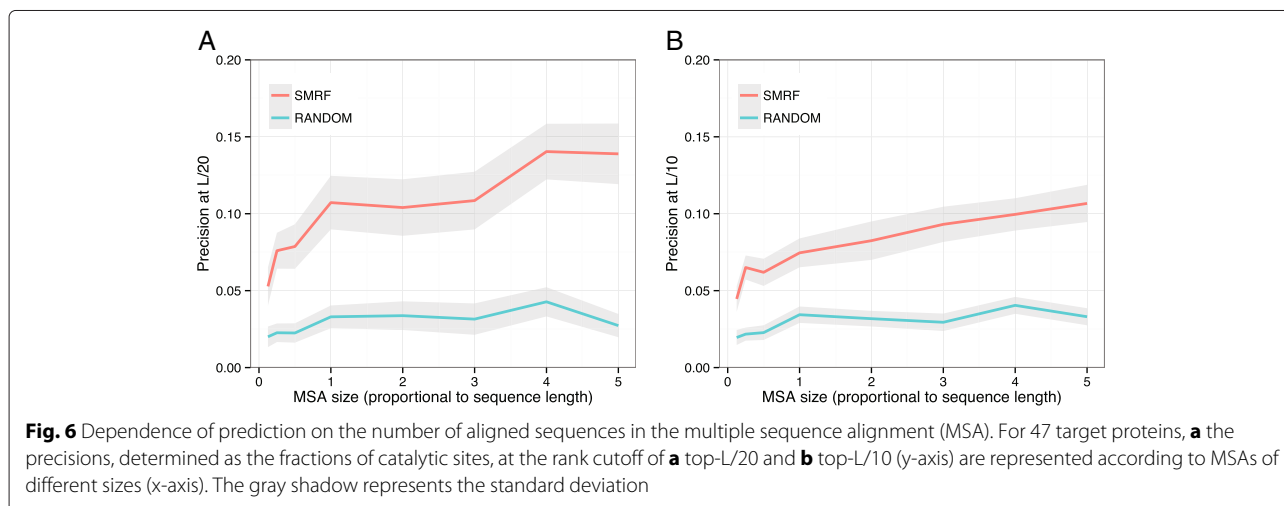 A
0.20
0.15
0.10
0.05
0.00
Precision at L/20
SMRF
RANDOM
0 1 2 3 4 5
MSA size (proportional to sequence length)
B
0.20
0.15
0.10
0.05
0.00
Precision at L/10
SMRF
RANDOM
0 1 2 3 4 5
MSA size (proportional to sequence length)
Fig. 6 Dependence of prediction on the number of aligned sequences in the multiple sequence alignment (MSA). For 47 target proteins, a the
precisions, determined as the fractions of catalytic sites, at the rank cutoff of a top-L/20 and b top-L/10 (y-axis) are represented according to MSAs of
different sizes (x-axis). The gray shadow represents the standard deviation